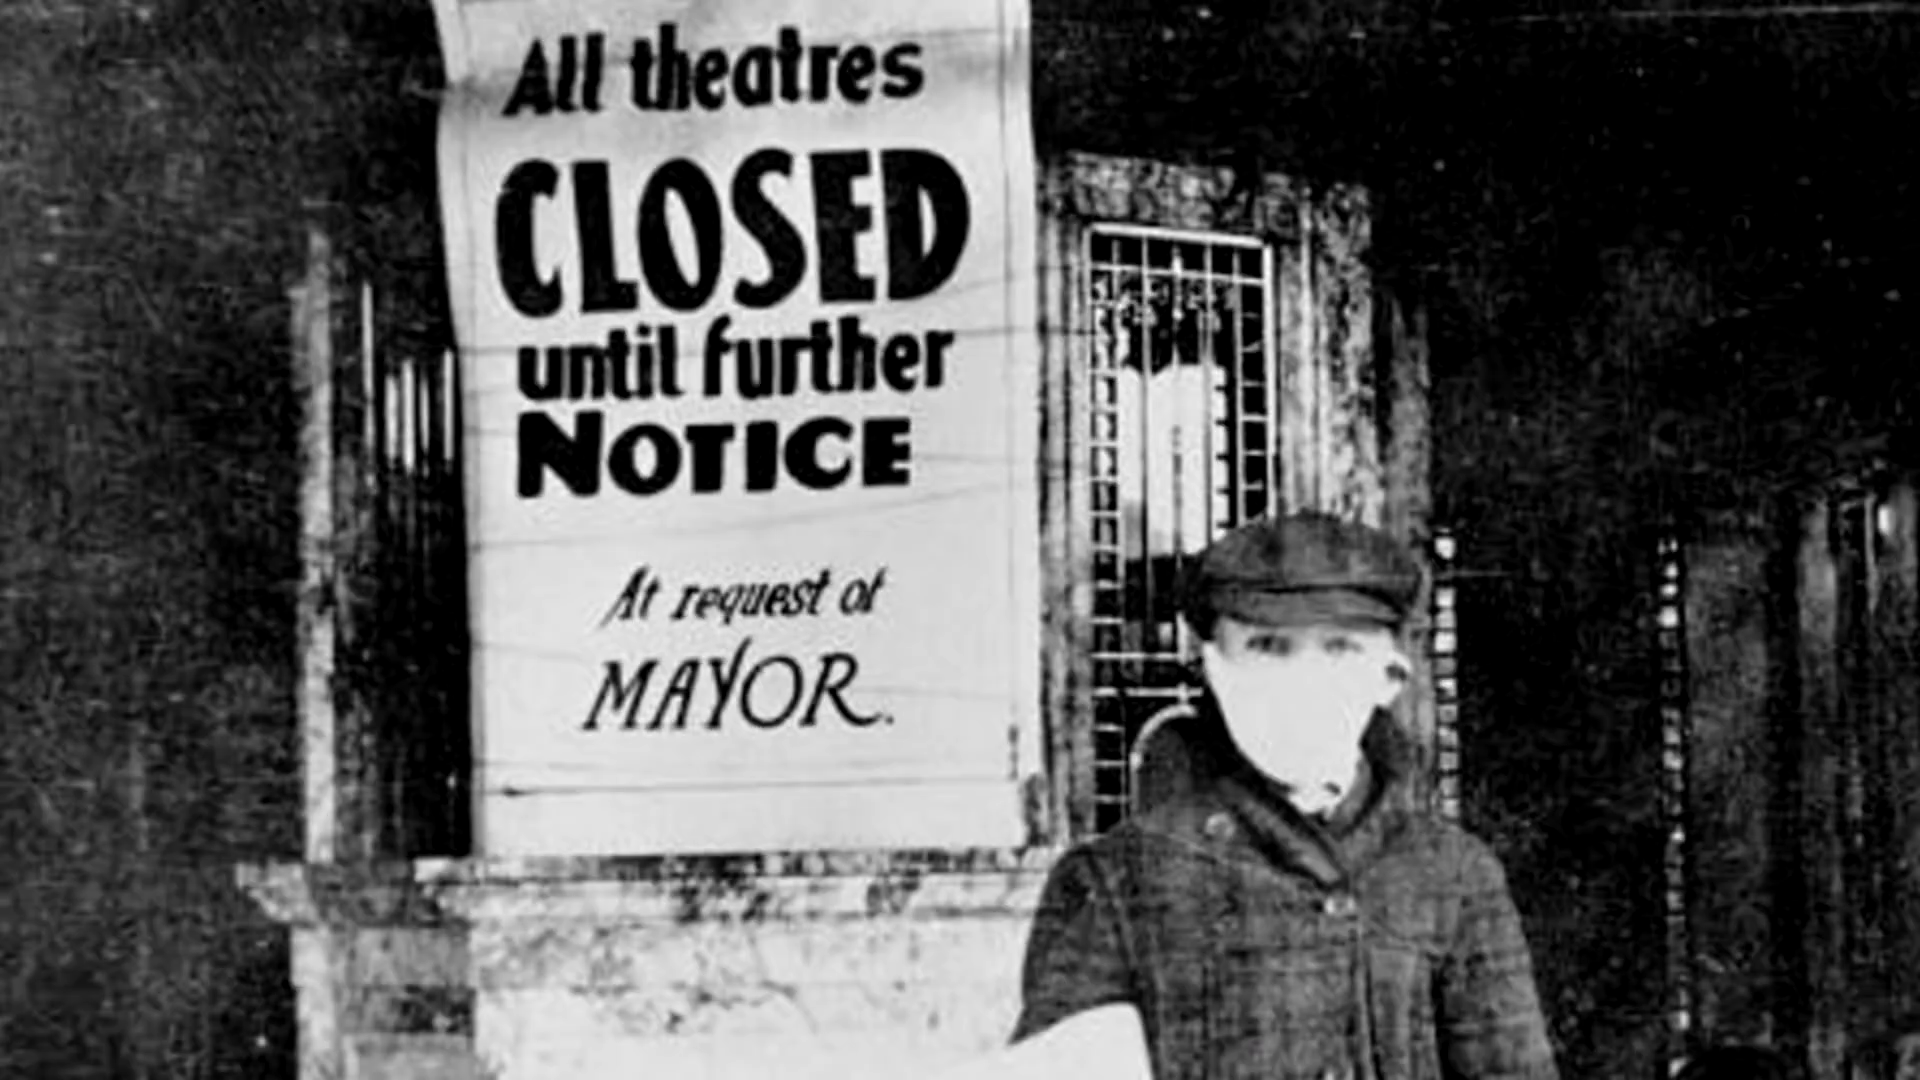 All theatres
CLOSED
until further
NOTICE
At request of
MAYOR.